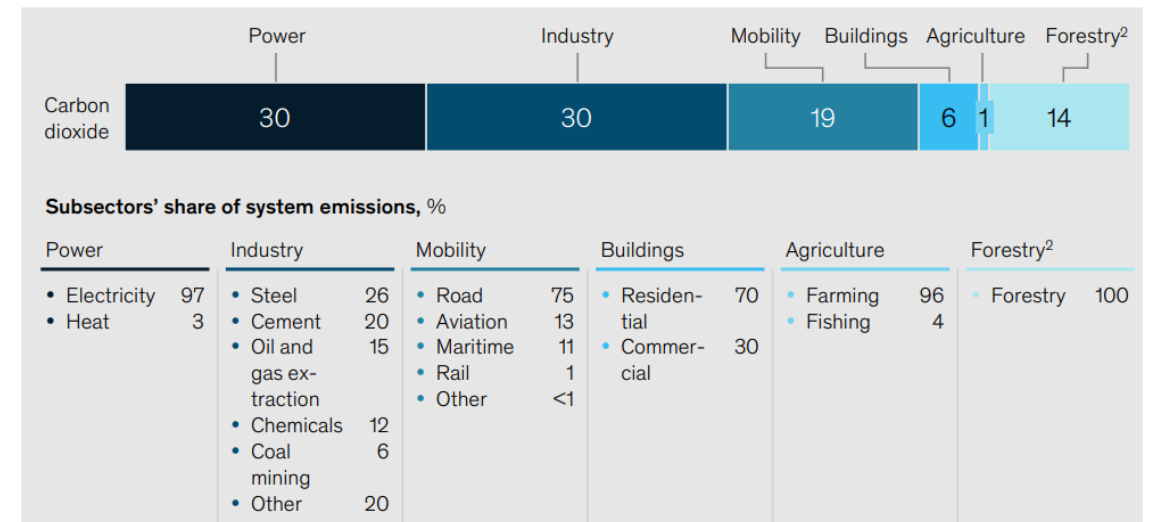 Power Industry Mobility Buildings Agriculture Forestry²
Carbon
dioxide
30 30 19 6 1 14
Subsectors’ share of system emissions, %
Power
• Electricity 97
• Heat 3
Industry
• Steel 26
• Cement 20
• Oil and 15
gas ex-
traction
• Chemicals 12
• Coal 6
mining
• Other 20
Mobility
• Road 75
• Aviation 13
• Maritime 11
• Rail 1
• Other <1
Buildings
• Residen- 70
tial
• Commer- 30
cial
Agriculture
• Farming 96
• Fishing 4
Forestry²
• Forestry 100